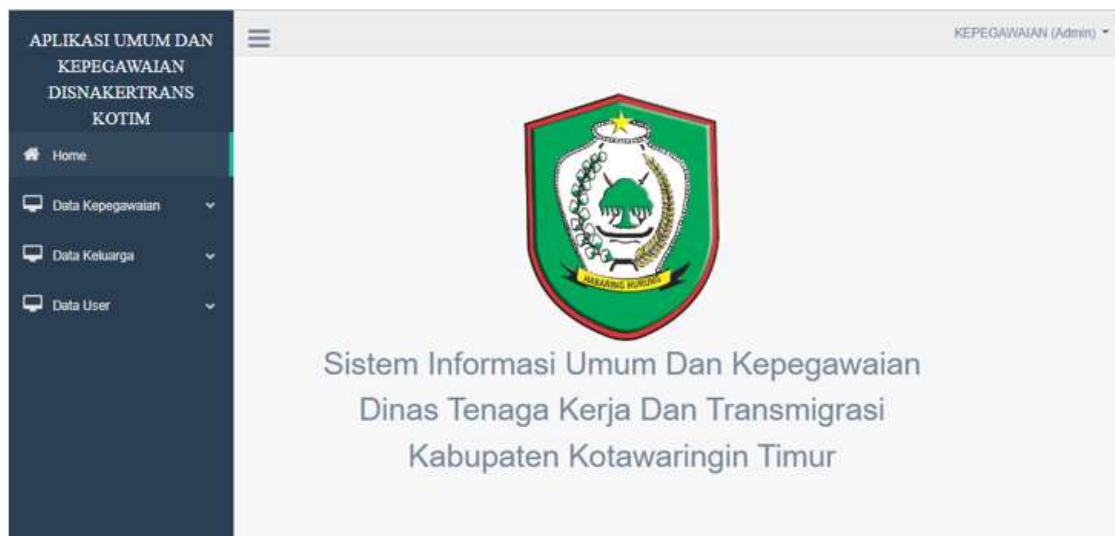 APLIKASI UMUM DAN
KEPEGAWAIAN
DISNAKERTRANS
KOTIM
Home
Data Kepegawaian
Data Keluarga
Data User
KEPEGAWAIAN (Admin)
HABARING HURUNG
Sistem Informasi Umum Dan Kepegawaian
Dinas Tenaga Kerja Dan Transmigrasi
Kabupaten Kotawaringin Timur